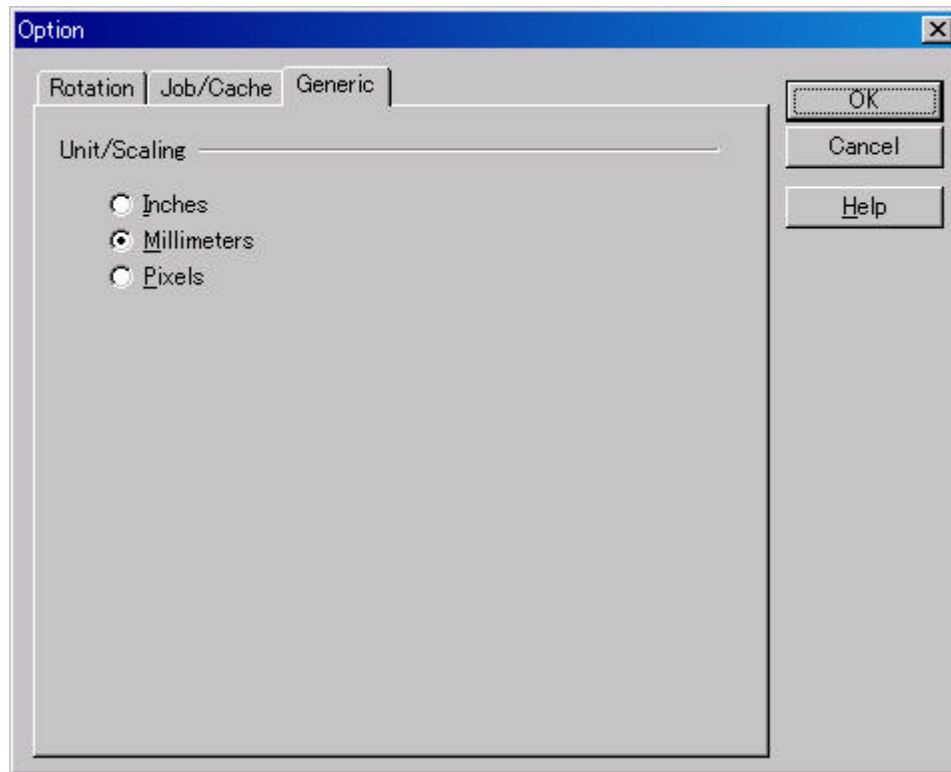 Option
Rotation Job/Cache Generic
OK
Unit/Scaling
Cancel
Inches
Help
Millimeters
Pixels